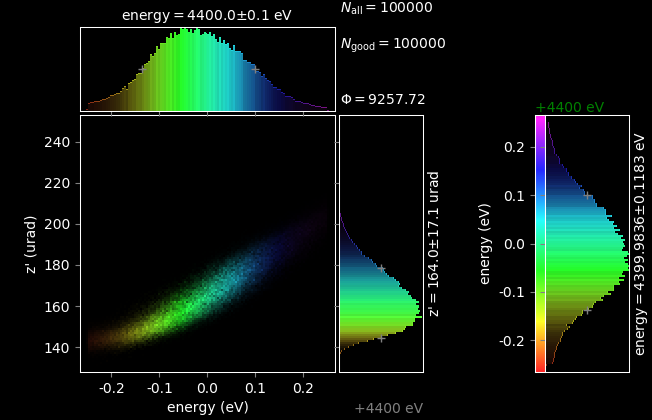 energy = 4400.0±0.1 eV
N_all = 100000
N_good = 100000
Φ = 9257.72
240
220
200
180
160
140
z' (urad)
-0.2
-0.1
0.0
0.1
0.2
energy (eV)
z' = 164.0±17.1 urad
+4400 eV
+4400 eV
0.2
0.1
0.0
-0.1
-0.2
energy (eV)
energy = 4399.9836±0.1183 eV